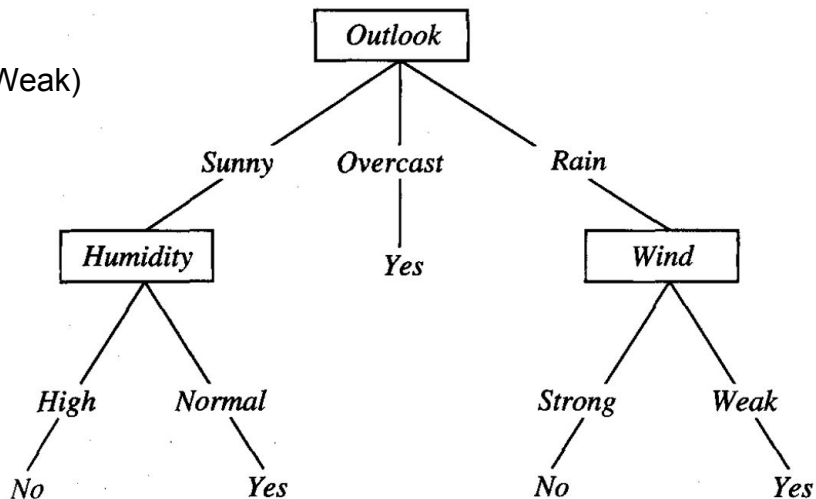 Outlook
Weak)
Sunny Overcast Rain
Humidity Yes Wind
High Normal Strong Weak
No Yes No Yes